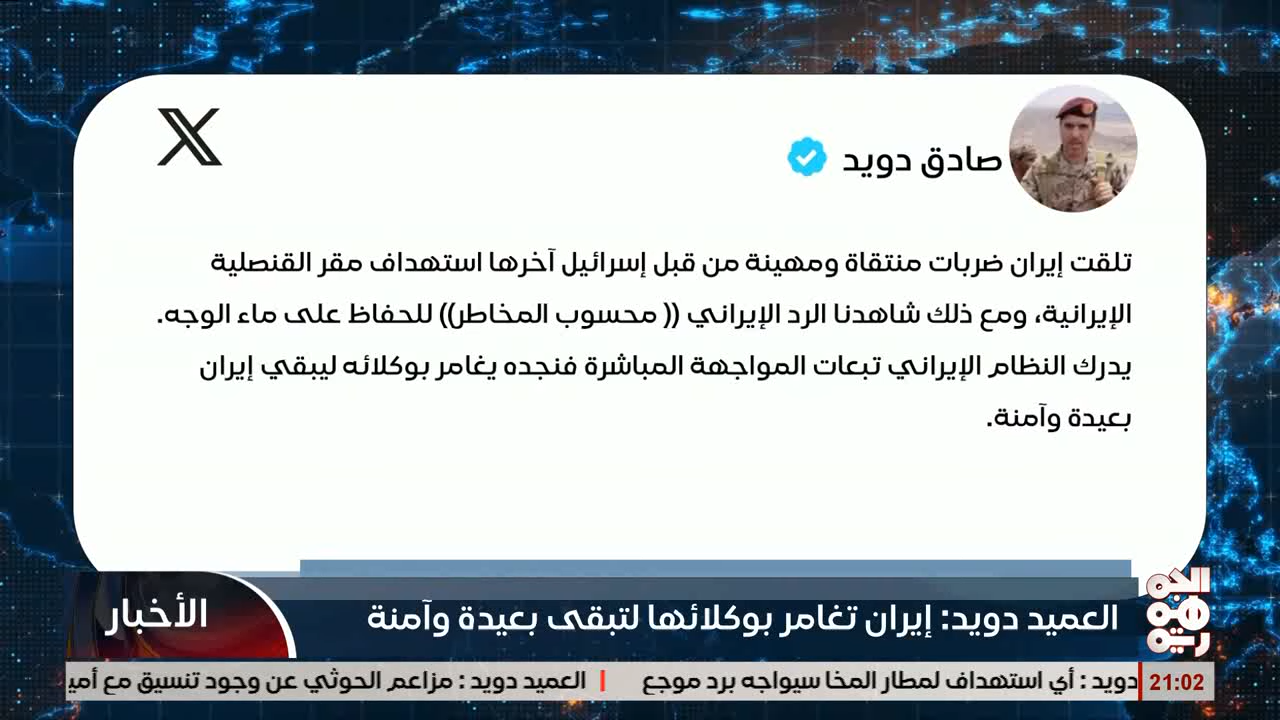 صادق دويد
تلقت إيران ضربات منتقاة ومهينة من قبل إسرائيل آخرها استهداف مقر القنصلية
الإيرانية، ومع ذلك شاهدنا الرد الإيراني (( محسوب المخاطر)) للحفاظ على ماء الوجه.
يدرك النظام الإيراني تبعات المواجهة المباشرة فنجده يغامر بوكلائه ليبقي إيران
بعيدة وآمنة.
العميد دويد: إيران تغامر بوكلائها لتبقى بعيدة وآمنة
الأخبار
الجمهورية
دويد : أي استهداف لمطار المخا سيواجه برد موجع | العميد دويد : مزاعم الحوثي عن وجود تنسيق مع أمي
21:02